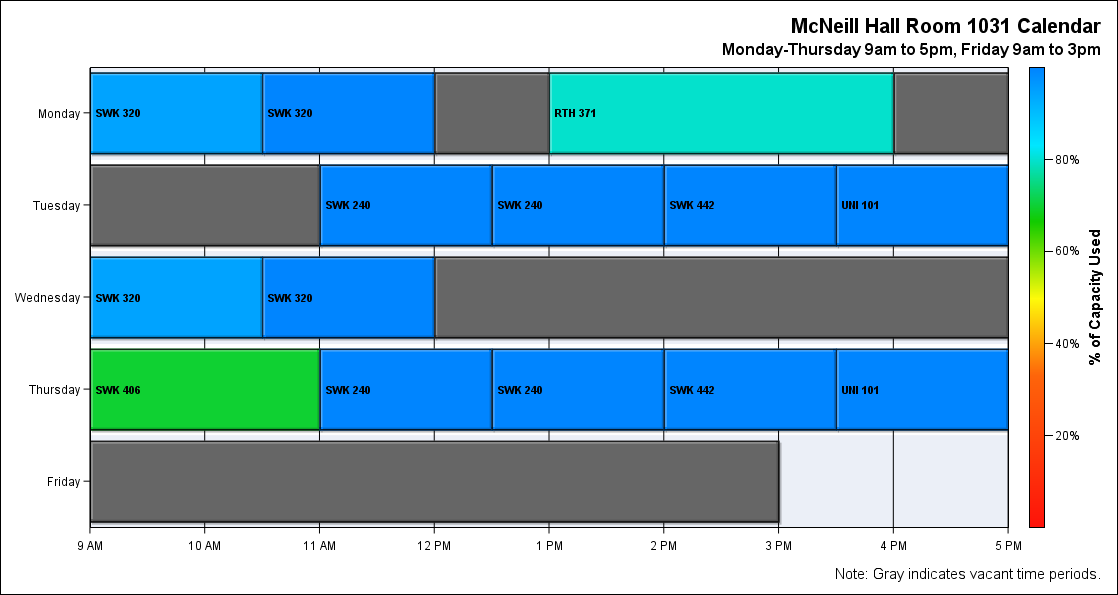 McNeill Hall Room 1031 Calendar
Monday-Thursday 9am to 5pm, Friday 9am to 3pm
Monday
SWK 320
SWK 320
RTH 371
80%
Tuesday
SWK 240
SWK 240
SWK 442
UNI 101
60%
% of Capacity Used
Wednesday
SWK 320
SWK 320
40%
Thursday
SWK 406
SWK 240
SWK 240
SWK 442
UNI 101
20%
Friday
9 AM
10 AM
11 AM
12 PM
1 PM
2 PM
3 PM
4 PM
5 PM
Note: Gray indicates vacant time periods.